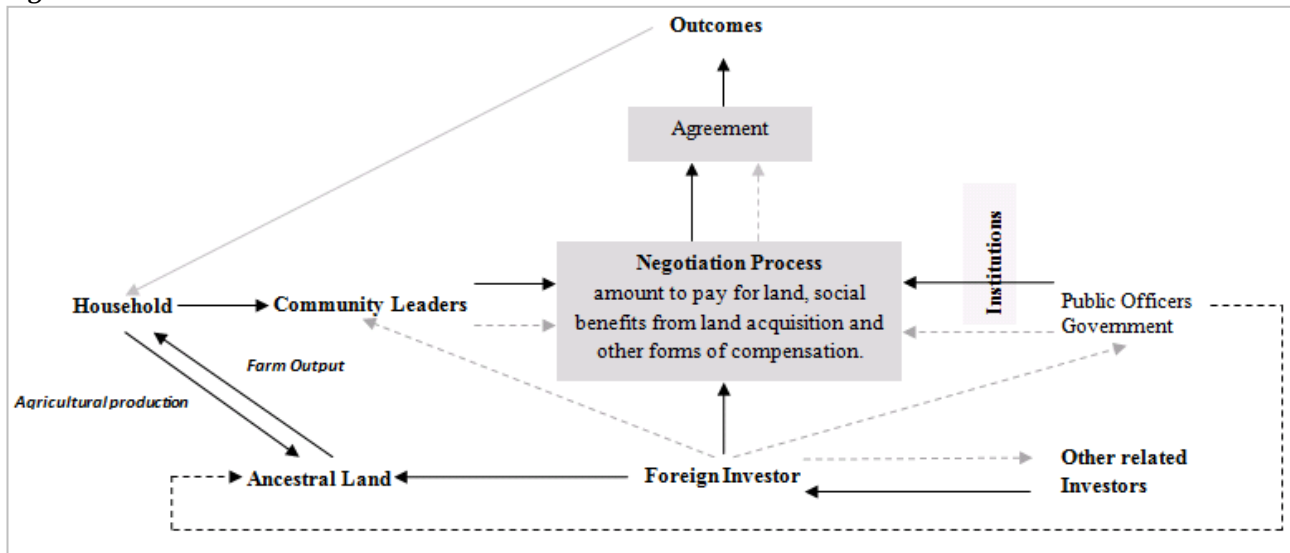 Outcomes
Agreement
Institutions
Negotiation Process
amount to pay for land, social
benefits from land acquisition and
other forms of compensation.
Household
Community Leaders
Public Officers
Government
Farm Output
Agricultural production
Ancestral Land
Foreign Investor
Other related
Investors